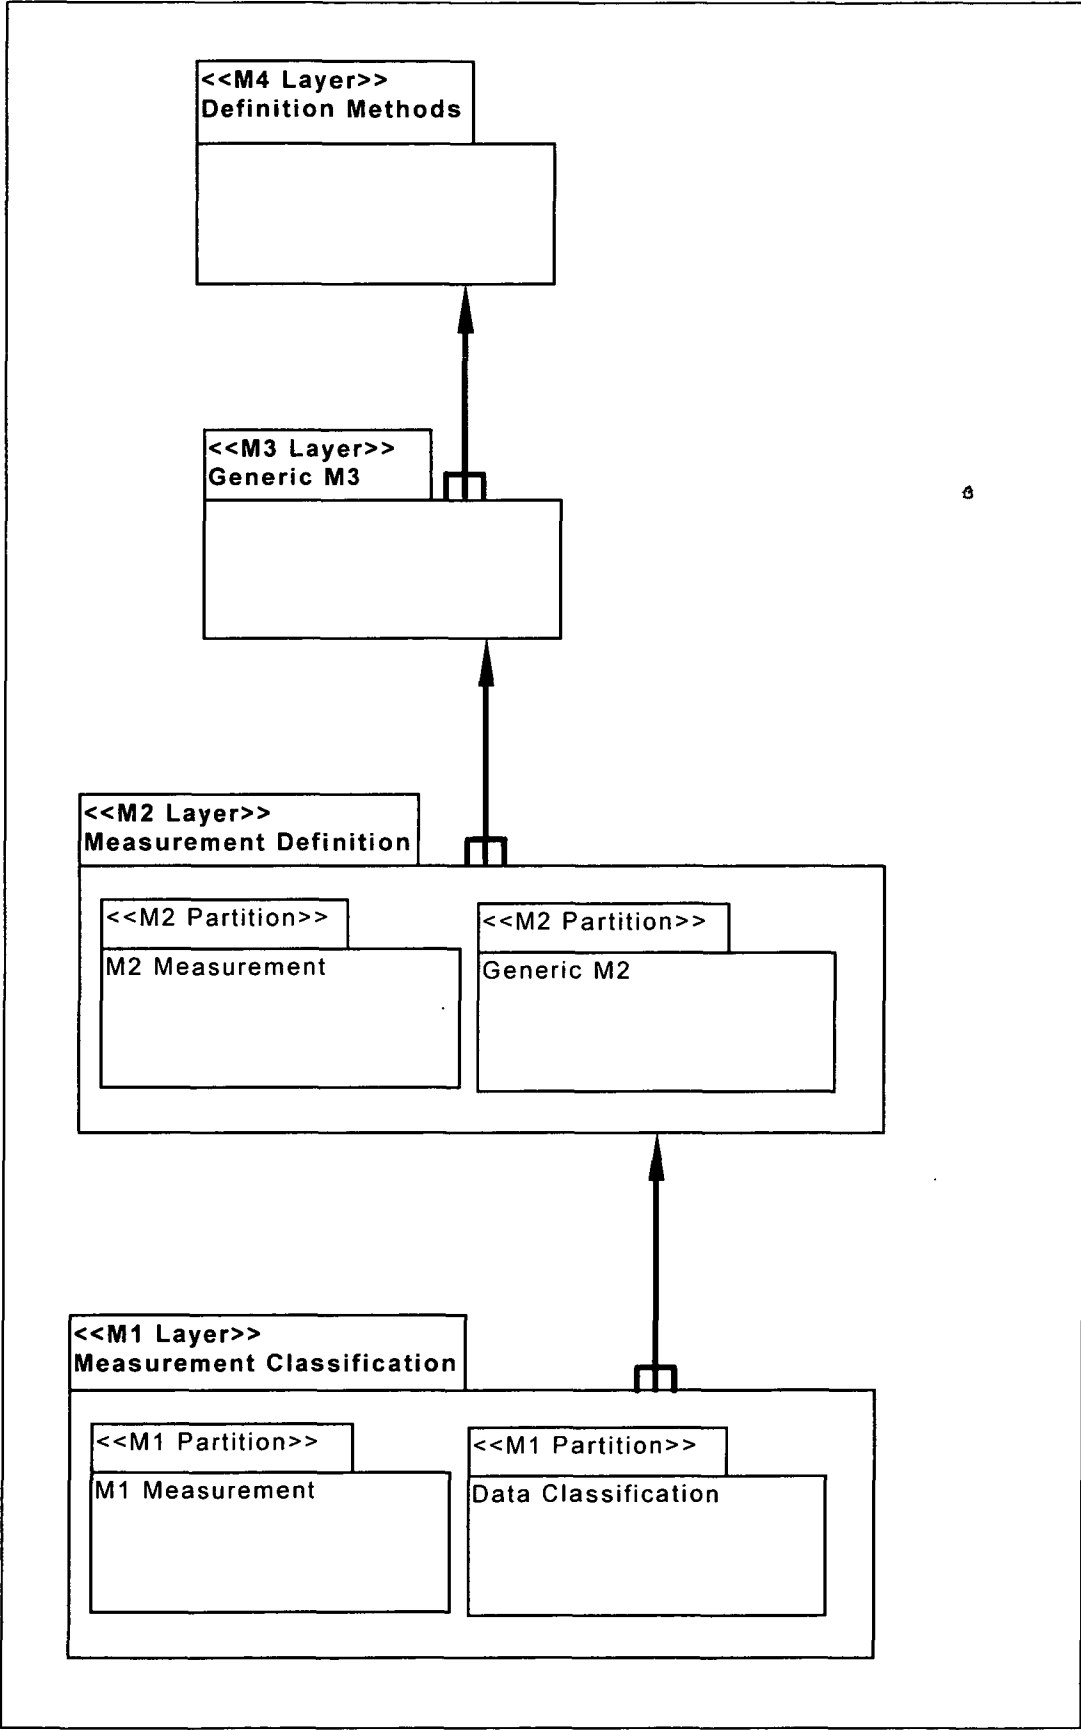 <<M4 Layer>>
Definition Methods
<<M3 Layer>>
Generic M3
<<M2 Layer>>
Measurement Definition
<<M2 Partition>>
M2 Measurement
<<M2 Partition>>
Generic M2
<<M1 Layer>>
Measurement Classification
<<M1 Partition>>
M1 Measurement
<<M1 Partition>>
Data Classification